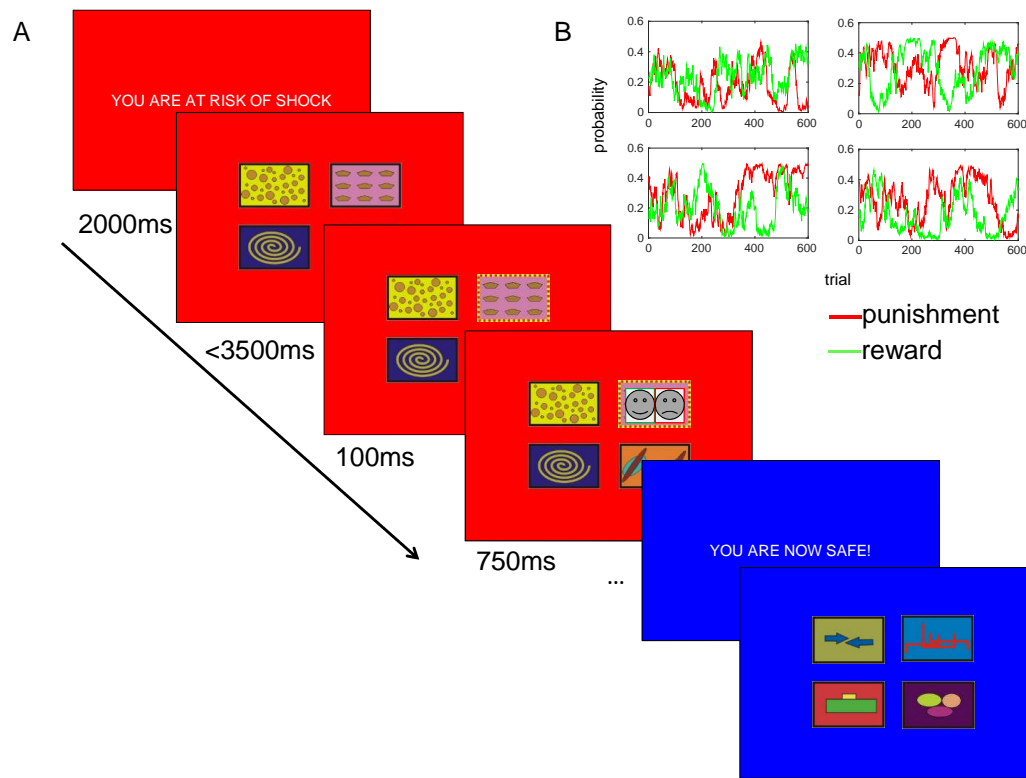 A
YOU ARE AT RISK OF SHOCK
2000ms
<3500ms
100ms
750ms
...
YOU ARE NOW SAFE!
B
probability
0.6
0.4
0.2
0
0 200 400 600
0.6
0.4
0.2
0
0 200 400 600
0.6
0.4
0.2
0
0 200 400 600
0.6
0.4
0.2
0
0 200 400 600
trial
punishment
reward